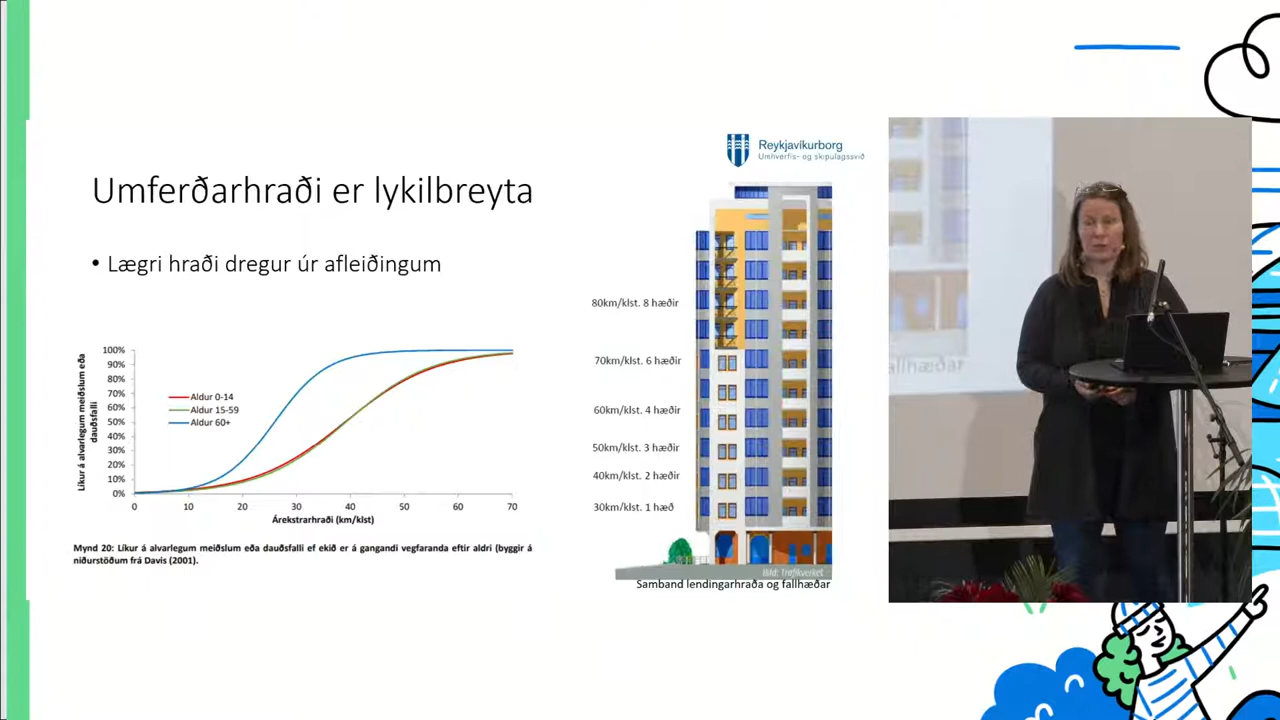 Reykjavíkurborg
Umhverfis- og skipulagssvið
Umferðarhraði er lykilbreyta
• Lægri hraði dregur úr afleiðingum
Líkur á alvarlegum meiðslum eða
dauðsfalli
100%
90%
80%
70%
60%
50%
40%
30%
20%
10%
0%
Aldur 0-14
Aldur 15-59
Aldur 60+
0 10 20 30 40 50 60 70
Árekstrarhraði (km/klst)
Mynd 20: Líkur á alvarlegum meiðslum eða dauðsfalli ef ekið er á gangandi vegfaranda eftir aldri (byggir á
niðurstöðum frá Davis (2001).
80km/klst. 8 hæðir
70km/klst. 6 hæðir
60km/klst. 4 hæðir
50km/klst. 3 hæðir
40km/klst. 2 hæðir
30km/klst. 1 hæð
Bild: Trafikverket
Samband lendingarhraða og fallhæðar
allhæðar